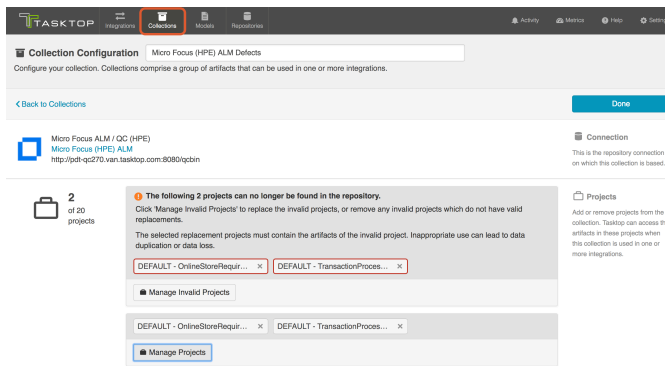 TASKTOP
Integrations
Collections
Models
Repositories
Activity
Metrics
Help
Collection Configuration
Micro Focus (HPE) ALM Defects
Configure your collection. Collections comprise a group of artifacts that can be used in one or more integrations.
Back to Collections
Done
Micro Focus ALM / QC (HPE)
Micro Focus (HPE) ALM
http://pdt-qc270.van.tasktop.com:8080/qcbin
Connection
This is the repository connection
on which this collection is based.
2
of 20
projects
The following 2 projects can no longer be found in the repository.
Click 'Manage Invalid Projects' to replace the invalid projects, or remove any invalid projects which do not have valid
replacements.
The selected replacement projects must contain the artifacts of the invalid project. Inappropriate use can lead to data
duplication or data loss.
DEFAULT - OnlineStoreRequir... ×
DEFAULT - TransactionProces... ×
Manage Invalid Projects
DEFAULT - OnlineStoreRequir... ×
DEFAULT - TransactionProces... ×
Manage Projects
Projects
Add or remove projects from the
collection. Tasktop can access
artifacts in these projects when
this collection is used in one or
more integrations.